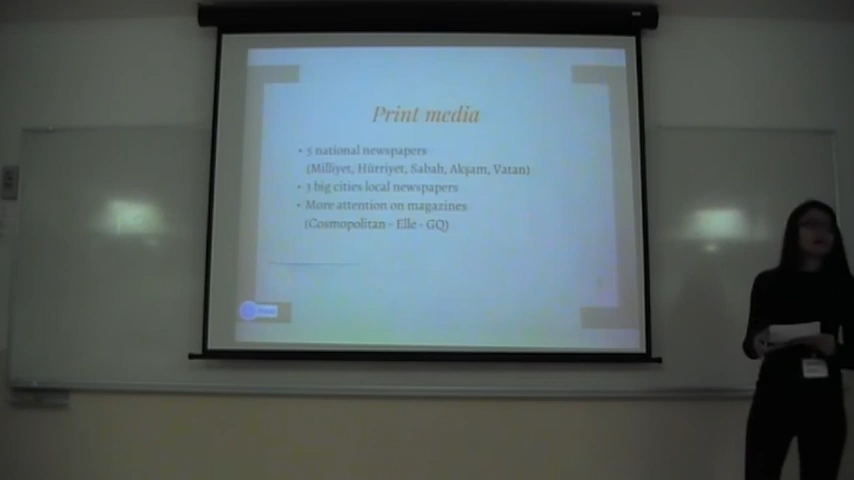 Print media
• 5 national newspapers
(Milliyet, Hürriyet, Sabah, Akşam, Vatan)
• 3 big cities local newspapers
• More attention on magazines
(Cosmopolitan - Elle - GQ)